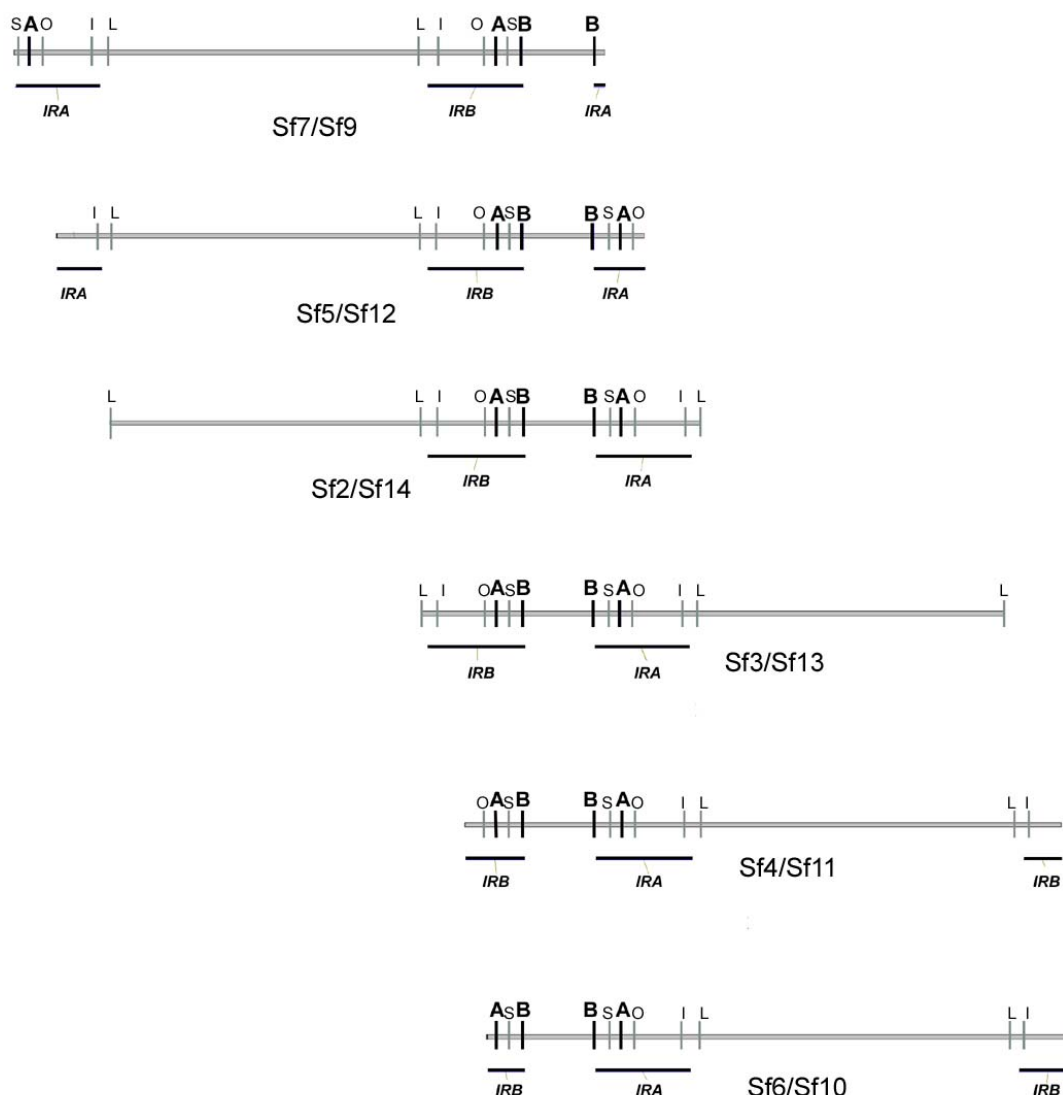 S A O I L L I O A S B B
IRA IRB IRA
Sf7/Sf9
I L L I O A S B B S A O
IRA IRB IRA
Sf5/Sf12
L L I O A S B B S A O I L
IRB IRA
Sf2/Sf14
L I O A S B B S A O I L L
IRB IRA
Sf3/Sf13
O A S B B S A O I L L I
IRB IRA IRB
Sf4/Sf11
A S B B S A O I L L I
IRB IRA IRB
Sf6/Sf10